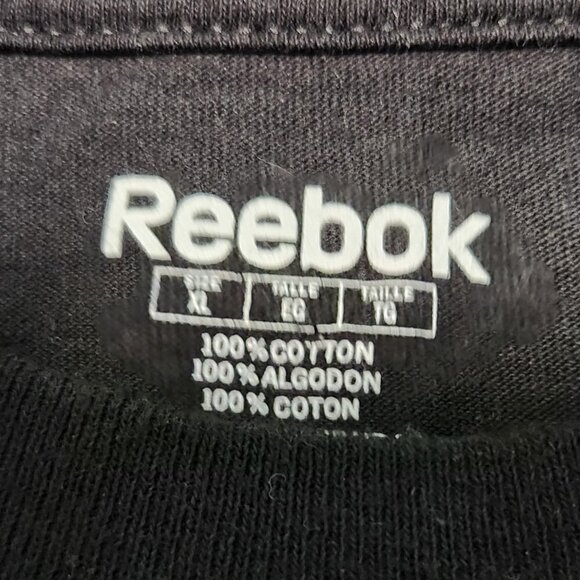 Reebok
SIZE TALLE TAILLE
XL EG TG
100% COTTON
100% ALGODON
100% COTON